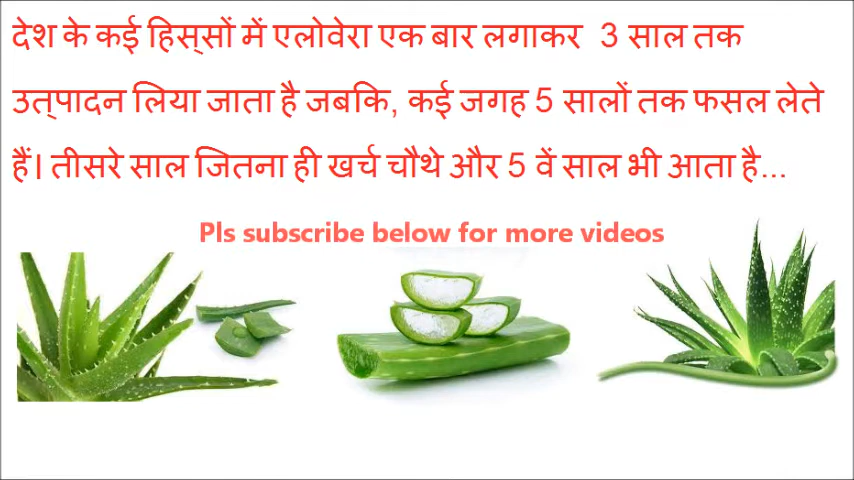 देश के कई हिस्सों में एलोवेरा एक बार लगाकर 3 साल तक
उत्पादन लिया जाता है जबकि, कई जगह 5 सालों तक फसल लेते
हैं। तीसरे साल जितना ही खर्च चौथे और 5 वें साल भी आता है...
Pls subscribe below for more videos